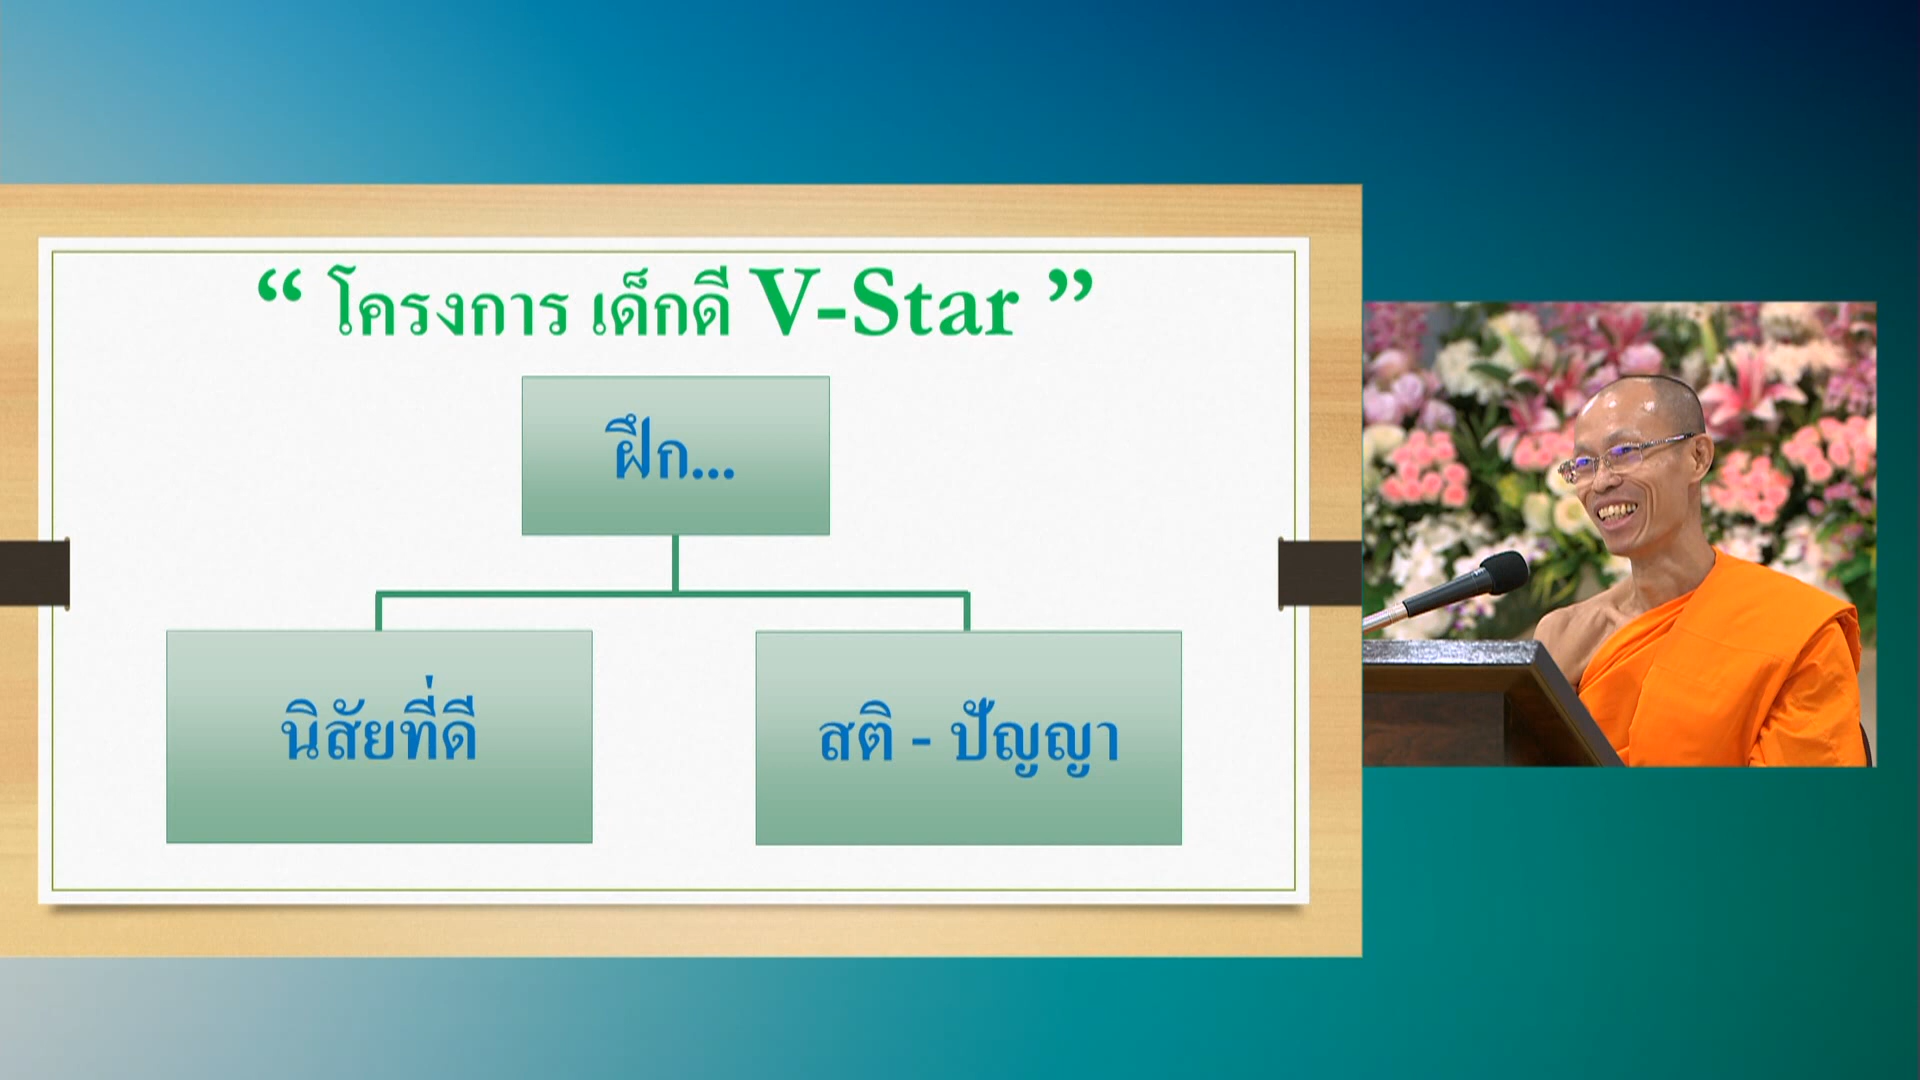 “ โครงการ เด็กดี V-Star ”
ฝึก...
นิสัยที่ดี
สติ - ปัญญา